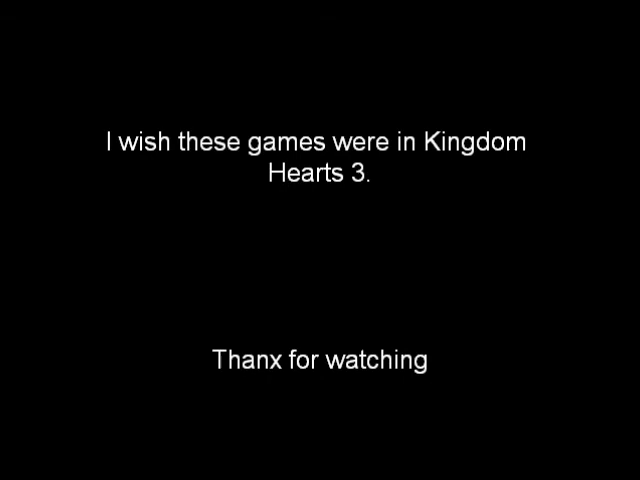 I wish these games were in Kingdom
Hearts 3.
Thanx for watching